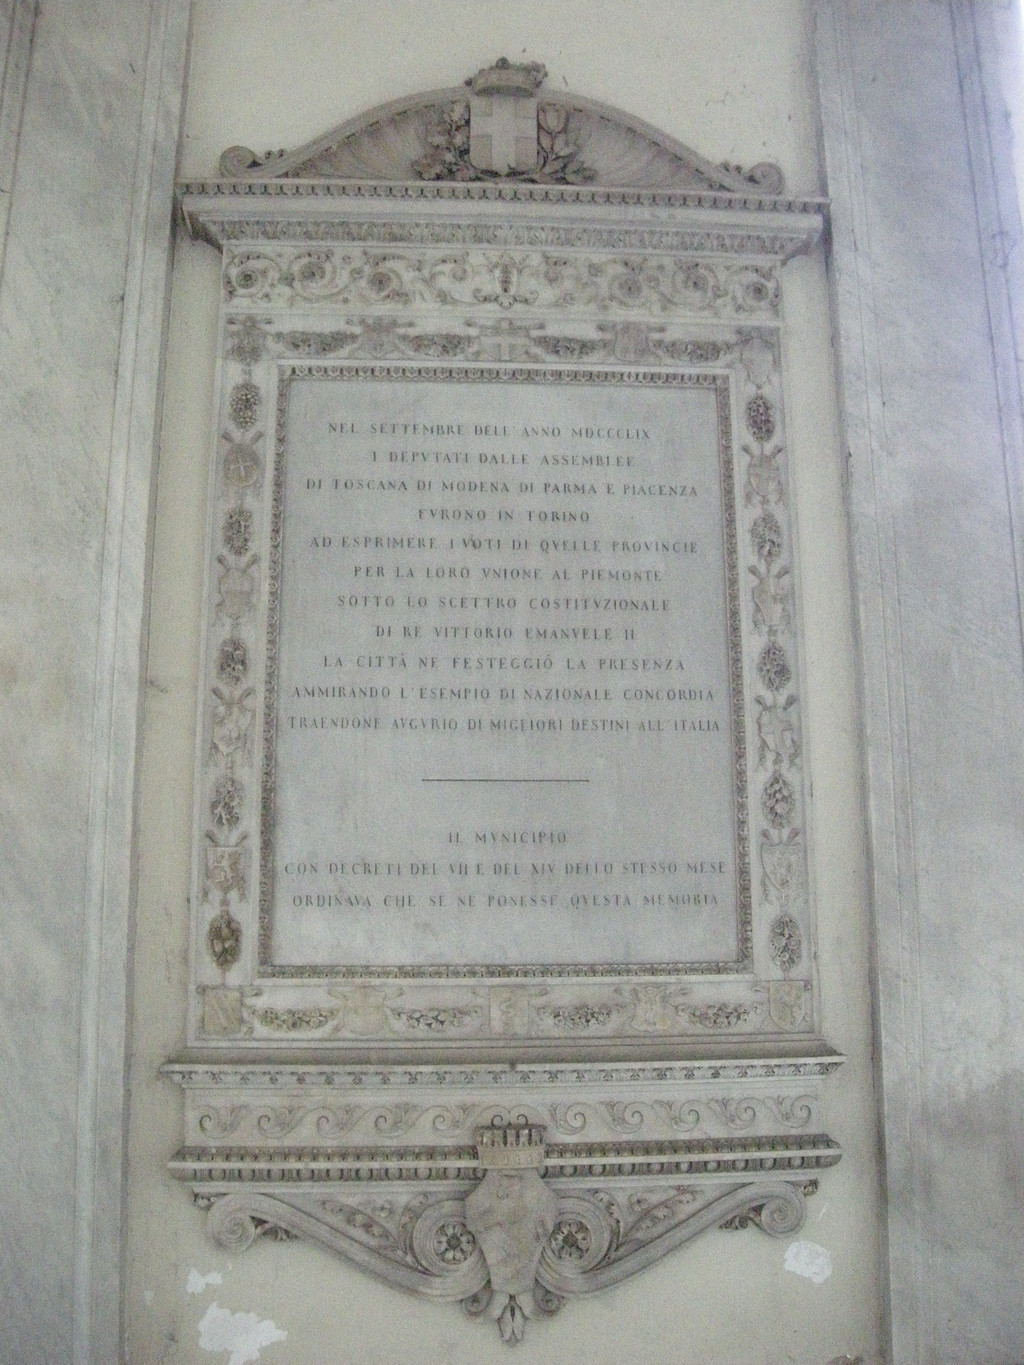 NEL SETTEMBRE DELL'ANNO MDCCCLIX
I DEPVTATI DALLE ASSEMBLEE
DI TOSCANA DI MODENA DI PARMA E PIACENZA
FVRONO IN TORINO
AD ESPRIMERE I VOTI DI QVELLE PROVINCIE
PER LA LORO VNIONE AL PIEMONTE
SOTTO LO SCETTRO COSTITVZIONALE
DI RE VITTORIO EMANVELE II
LA CITTÀ NE FESTEGGIÓ LA PRESENZA
AMMIRANDO L'ESEMPIO DI NAZIONALE CONCORDIA
TRAENDONE AVGVRIO DI MIGLIORI DESTINI ALL'ITALIA
IL MVNICIPIO
CON DECRETI DEL VII E DEL XIV DELLO STESSO MESE
ORDINAVA CHE SE NE PONESSE QVESTA MEMORIA